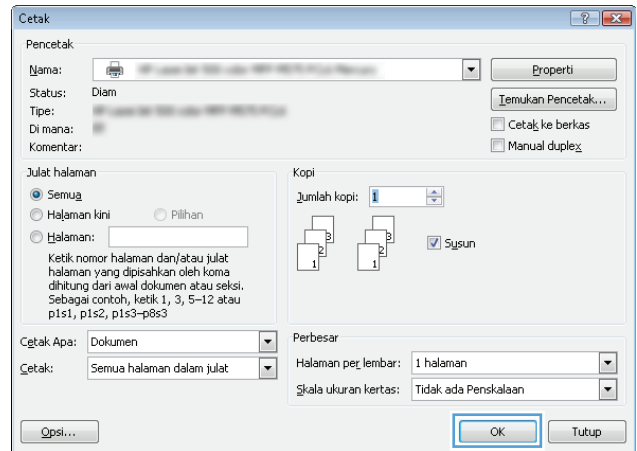 Cetak
Pencetak
Nama:
Properti
Status: Diam
Temukan Pencetak...
Tipe:
Di mana:
Cetak ke berkas
Komentar:
Manual duplex
Julat halaman
Semua
Halaman kini
Pilihan
Halaman:
Ketik nomor halaman dan/atau julat
halaman yang dipisahkan oleh koma
dihitung dari awal dokumen atau seksi.
Sebagai contoh, ketik 1, 3, 5–12 atau
p1s1, p1s2, p1s3–p8s3
Kopi
Jumlah kopi: 1
3 3
2 2
1 1
Susun
Cetak Apa: Dokumen
Cetak: Semua halaman dalam julat
Perbesar
Halaman per lembar: 1 halaman
Skala ukuran kertas: Tidak ada Penskalaan
Opsi...
OK
Tutup